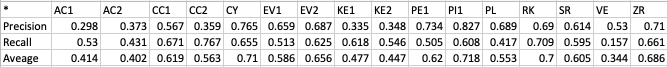 * AC1 AC2 CC1 CC2 CY EV1 EV2 KE1 KE2 PE1 PI1 PL RK SR VE ZR
Precision 0.298 0.373 0.567 0.359 0.765 0.659 0.687 0.335 0.348 0.734 0.827 0.689 0.69 0.614 0.53 0.71
Recall 0.53 0.431 0.671 0.767 0.655 0.513 0.625 0.618 0.546 0.505 0.608 0.417 0.709 0.595 0.157 0.661
Aveage 0.414 0.402 0.619 0.563 0.71 0.586 0.656 0.477 0.447 0.62 0.718 0.553 0.7 0.605 0.344 0.686